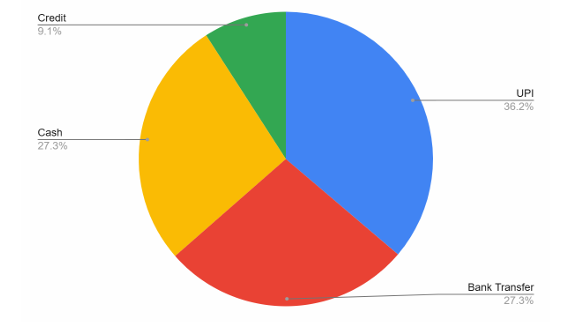 Credit
9.1%
UPI
36.2%
Cash
27.3%
Bank Transfer
27.3%